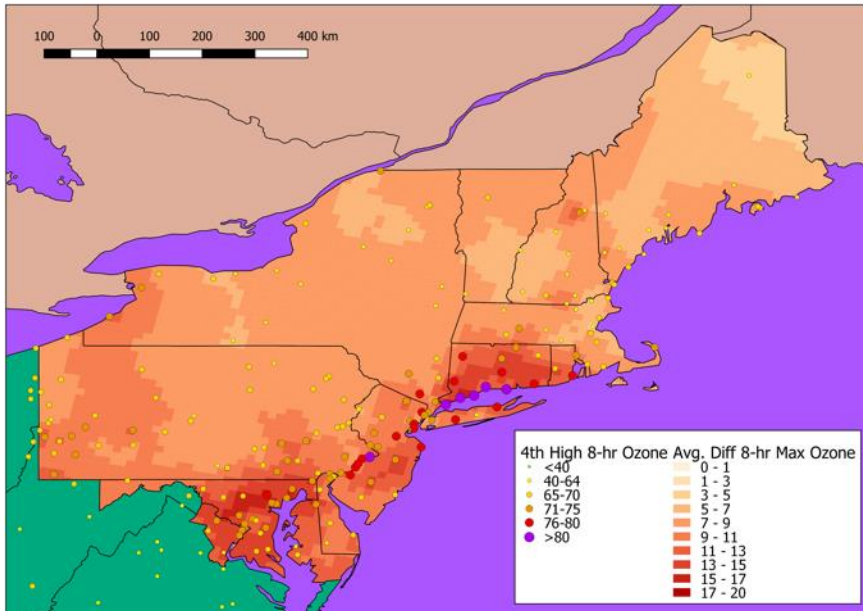 100 0 100 200 300 400 km
4th High 8-hr Ozone Avg. Diff 8-hr Max Ozone
<40 0 - 1
40-64 1 - 3
65-70 3 - 5
71-75 5 - 7
76-80 7 - 9
>80 9 - 11
11 - 13
13 - 15
15 - 17
17 - 20